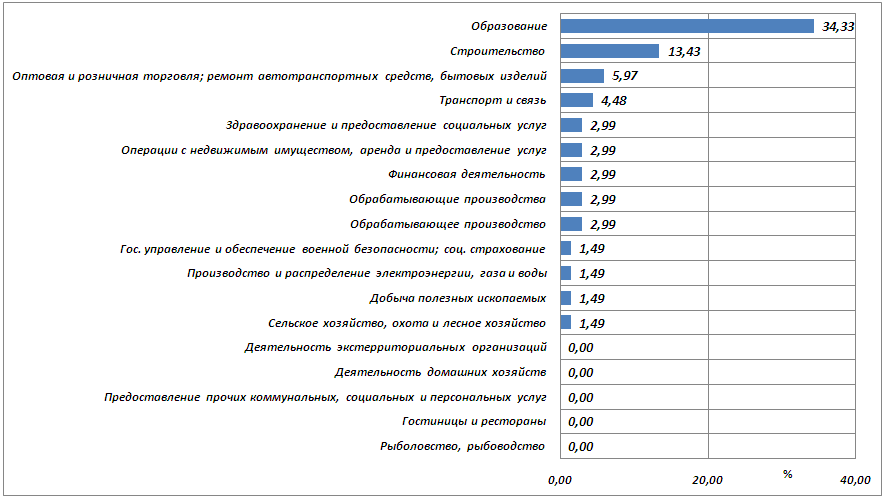 Образование 34,33
Строительство 13,43
Оптовая и розничная торговля; ремонт автотранспортных средств, бытовых изделий 5,97
Транспорт и связь 4,48
Здравоохранение и предоставление социальных услуг 2,99
Операции с недвижимым имуществом, аренда и предоставление услуг 2,99
Финансовая деятельность 2,99
Обрабатывающие производства 2,99
Обрабатывающее производство 2,99
Гос. управление и обеспечение военной безопасности; соц. страхование 1,49
Производство и распределение электроэнергии, газа и воды 1,49
Добыча полезных ископаемых 1,49
Сельское хозяйство, охота и лесное хозяйство 1,49
Деятельность экстерриториальных организаций 0,00
Деятельность домашних хозяйств 0,00
Предоставление прочих коммунальных, социальных и персональных услуг 0,00
Гостиницы и рестораны 0,00
Рыболовство, рыбоводство 0,00
%
0,00 20,00 40,00